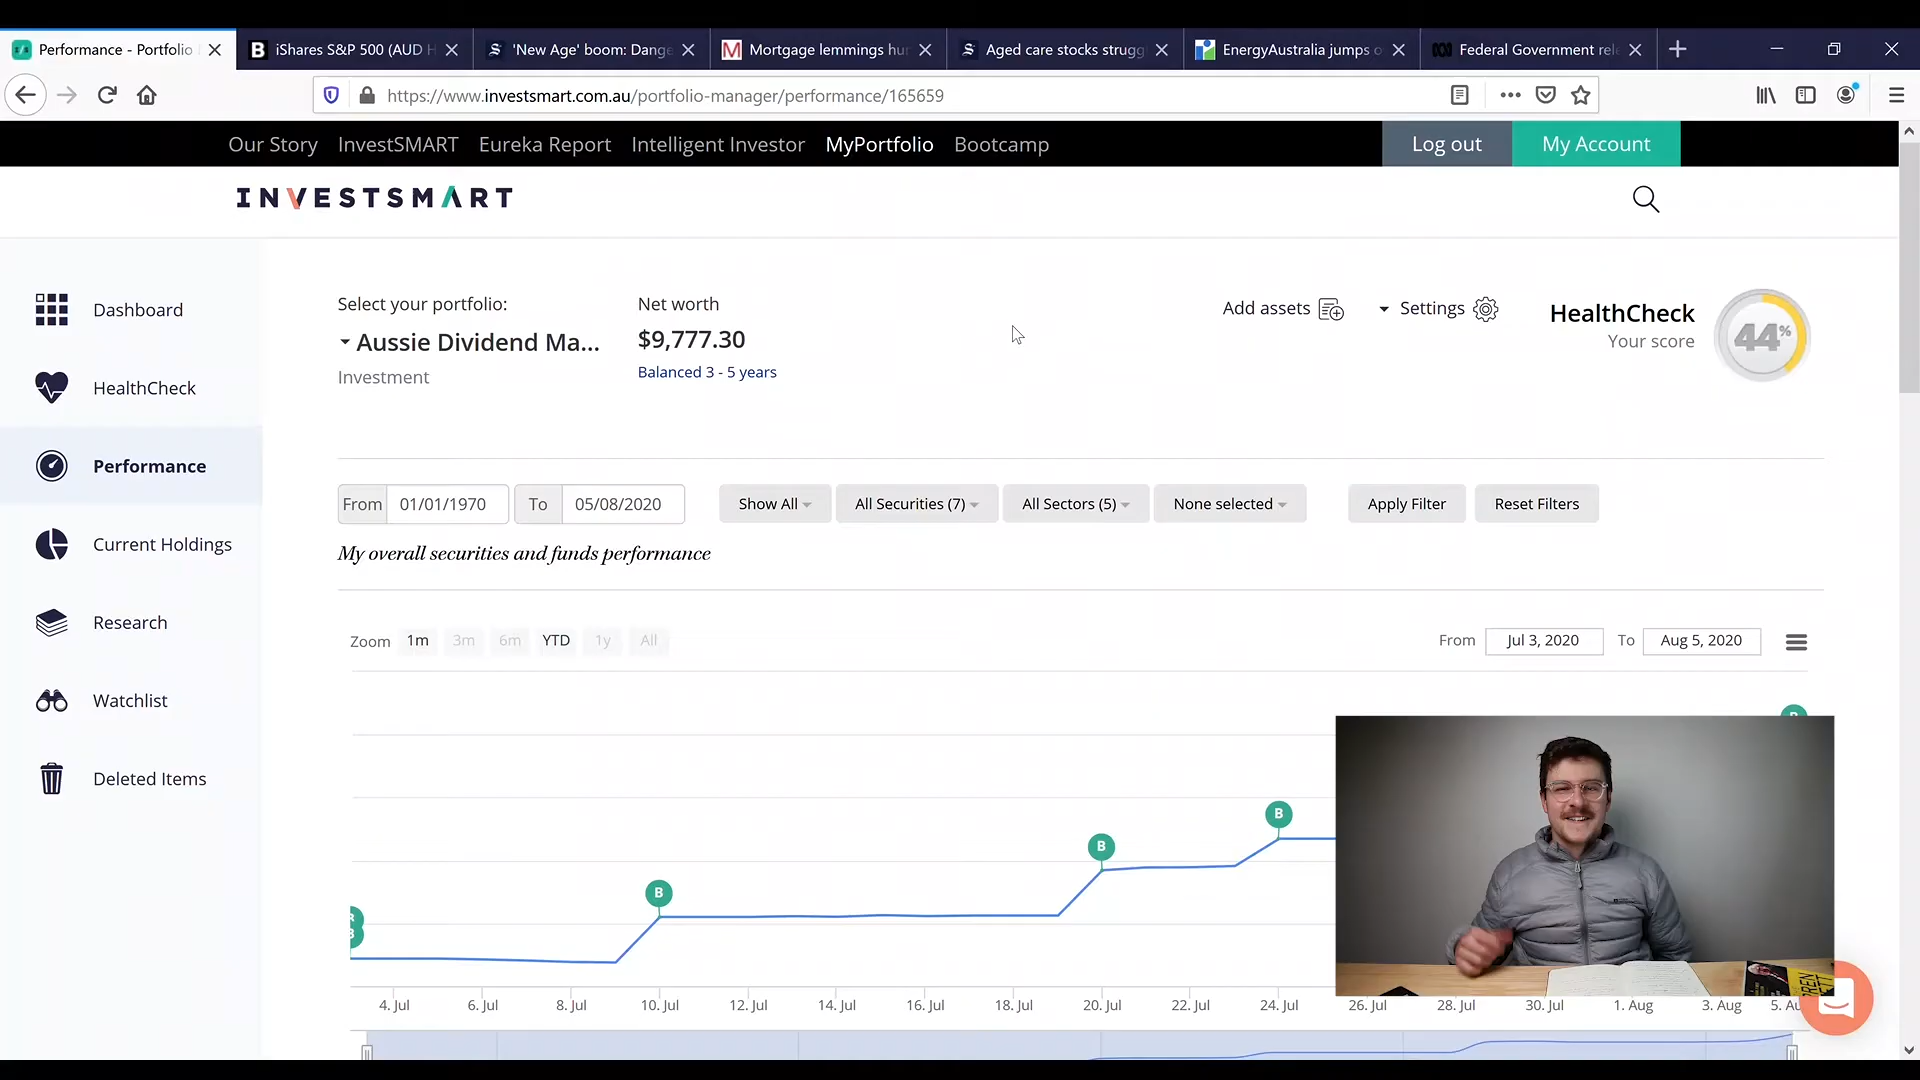 Performance - Portfolio
iShares S&P 500 (AUD H
'New Age' boom: Dange
Mortgage lemmings hur
Aged care stocks strugg
EnergyAustralia jumps o
Federal Government rele
https://www.investsmart.com.au/portfolio-manager/performance/165659
Our Story InvestSMART Eureka Report Intelligent Investor MyPortfolio Bootcamp Log out My Account
INVESTSMART
Dashboard
HealthCheck
Performance
Current Holdings
Research
Watchlist
Deleted Items
Select your portfolio:
Aussie Dividend Ma...
Investment
Net worth
$9,777.30
Balanced 3 - 5 years
Add assets
Settings
HealthCheck
Your score
44%
From 01/01/1970 To 05/08/2020 Show All All Securities (7) All Sectors (5) None selected Apply Filter Reset Filters
My overall securities and funds performance
Zoom 1m 3m 6m YTD 1y All From Jul 3, 2020 To Aug 5, 2020
B
B
B
B
4. Jul 6. Jul 8. Jul 10. Jul 12. Jul 14. Jul 16. Jul 18. Jul 20. Jul 22. Jul 24. Jul 26. Jul 28. Jul 30. Jul 1. Aug 3. Aug 5. Au